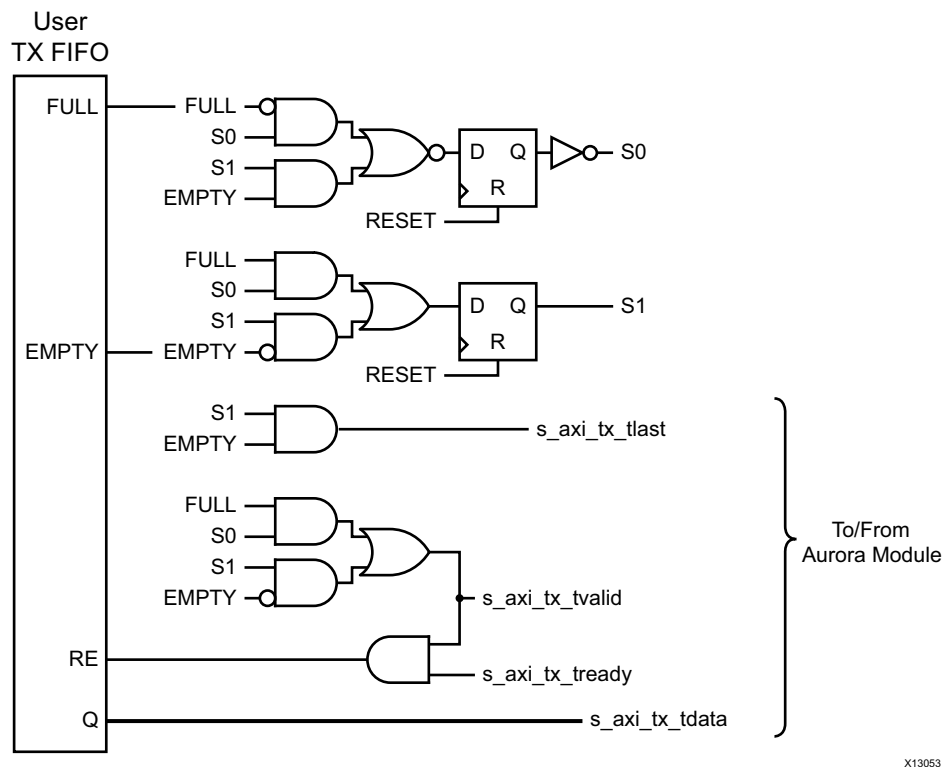 User
TX FIFO
FULL
FULL
S0
S1
EMPTY
D
Q
R
S0
RESET
FULL
S0
S1
EMPTY
EMPTY
D
Q
R
S1
RESET
S1
EMPTY
s_axi_tx_tlast
FULL
S0
S1
EMPTY
s_axi_tx_tvalid
To/From
Aurora Module
RE
s_axi_tx_tready
Q
s_axi_tx_tdata
X13053